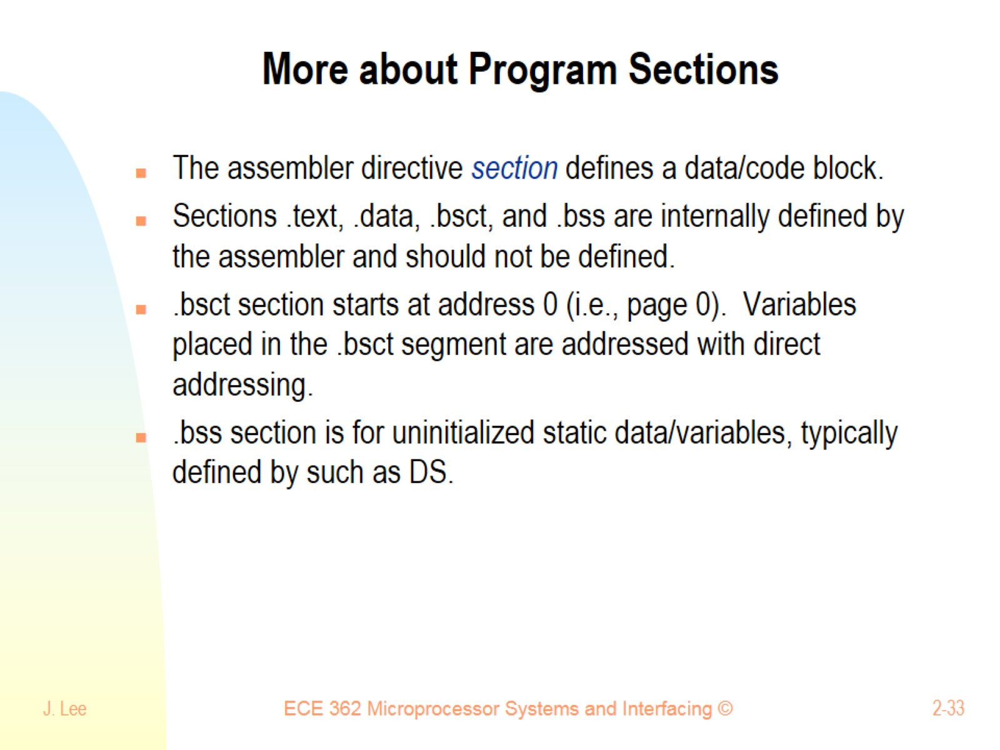 More about Program Sections
The assembler directive section defines a data/code block.
Sections .text, .data, .bsct, and .bss are internally defined by
the assembler and should not be defined.
.bsct section starts at address 0 (i.e., page 0).  Variables
placed in the .bsct segment are addressed with direct
addressing.
.bss section is for uninitialized static data/variables, typically
defined by such as DS.
J. Lee
ECE 362 Microprocessor Systems and Interfacing ©
2-33